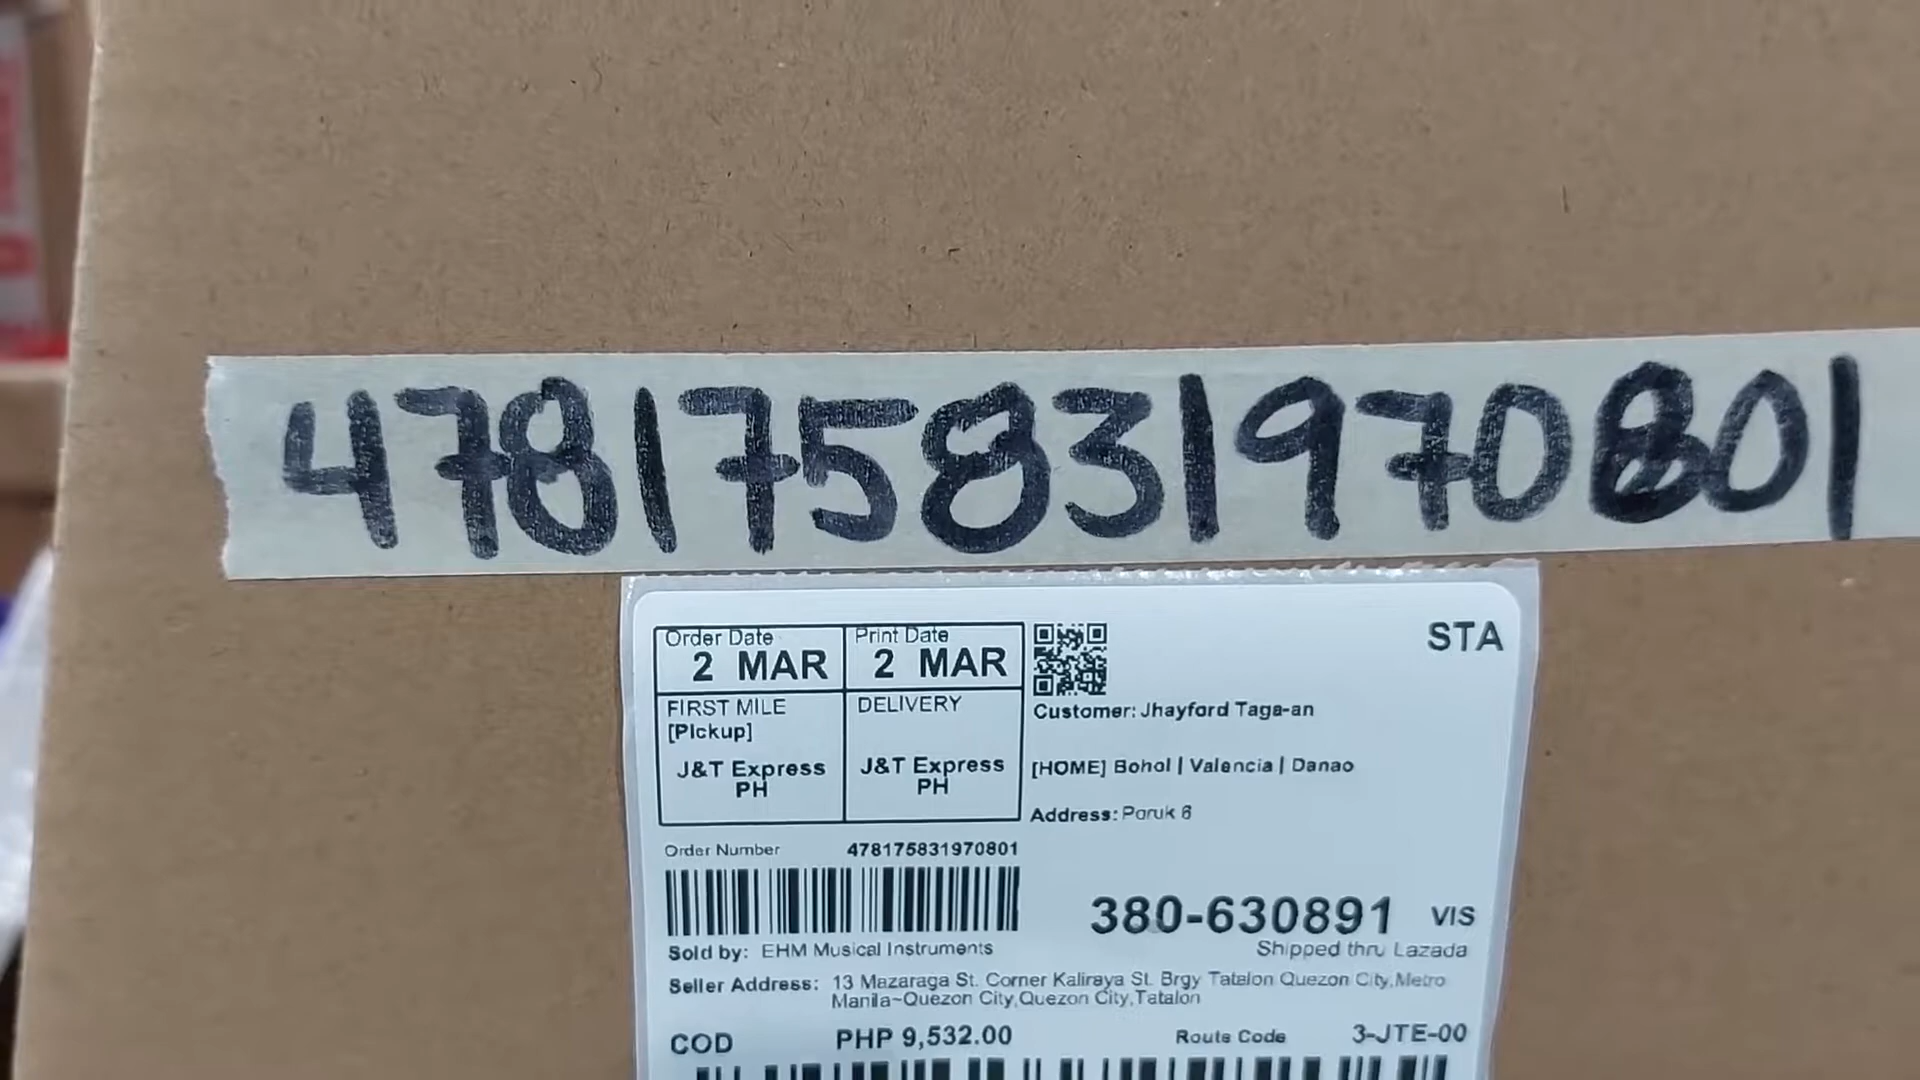 478175831970801
Order Date
2 MAR
Print Date
2 MAR
STA
FIRST MILE
[Pickup]
J&T Express
PH
DELIVERY
J&T Express
PH
Customer: Jhayford Taga-an
[HOME] Bohol | Valencia | Danao
Address: Paruk 6
Order Number 478175831970801
380-630891 VIS
Sold by: EHM Musical Instruments
Shipped thru Lazada
Seller Address: 13 Mazaraga St. Corner Kaliraya St. Brgy Tatalon Quezon City,Metro
Manila~Quezon City,Quezon City,Tatalon
COD PHP 9,532.00 Route Code 3-JTE-00